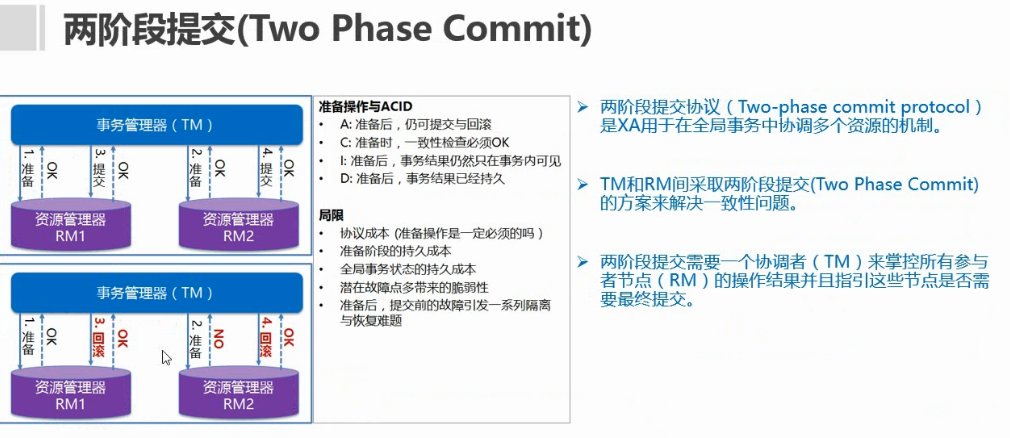 两阶段提交(Two Phase Commit)
事务管理器（TM）
1. 准备
OK
3. 提交
OK
2. 准备
OK
4. 提交
OK
资源管理器
RM1
资源管理器
RM2
事务管理器（TM）
1. 准备
OK
3. 回滚
OK
2. 准备
NO
4. 回滚
OK
资源管理器
RM1
资源管理器
RM2
准备操作与ACID
• A: 准备后，仍可提交与回滚
• C: 准备时，一致性检查必须OK
• I: 准备后，事务结果仍然只在事务内可见
• D: 准备后，事务结果已经持久
局限
• 协议成本 (准备操作是一定必须的吗）
• 准备阶段的持久成本
• 全局事务状态的持久成本
• 潜在故障点多带来的脆弱性
• 准备后，提交前的故障引发一系列隔离
与恢复难题
➢ 两阶段提交协议（Two-phase commit protocol）
是XA用于在全局事务中协调多个资源的机制。
➢ TM和RM间采取两阶段提交(Two Phase Commit)
的方案来解决一致性问题。
➢ 两阶段提交需要一个协调者（TM）来掌控所有参与
者节点（RM）的操作结果并且指引这些节点是否需
要最终提交。